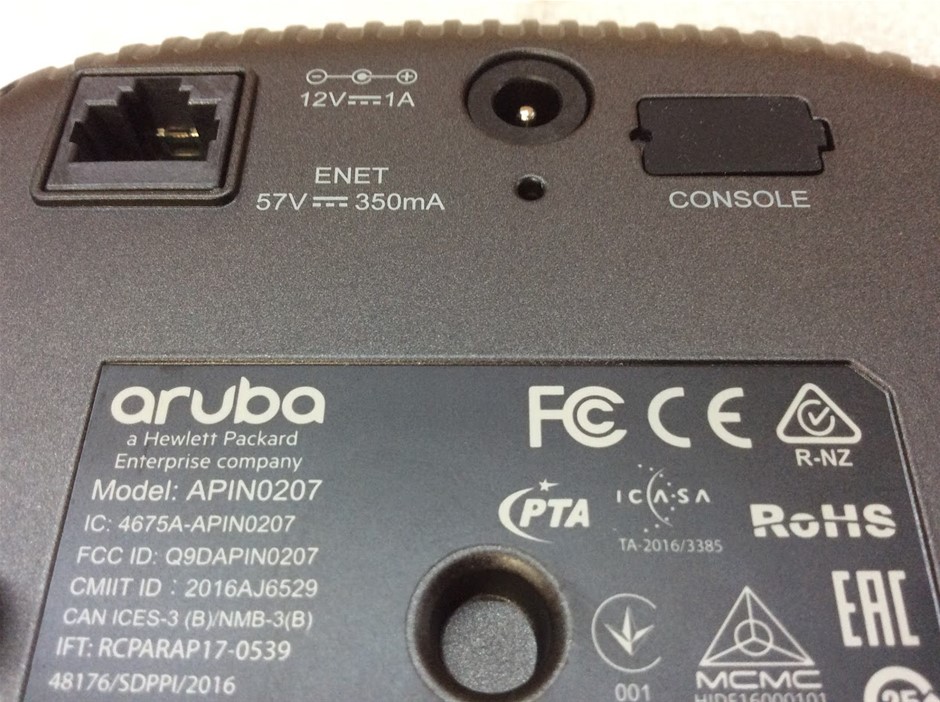 12V⎓1A
ENET
57V⎓350mA
CONSOLE
aruba
a Hewlett Packard
Enterprise company
Model: APIN0207
IC: 4675A-APIN0207
FCC ID: Q9DAPIN0207
CMIIT ID：2016AJ6529
CAN ICES-3 (B)/NMB-3(B)
IFT: RCPARAP17-0539
48176/SDPPI/2016
FC CE
R-NZ
PTA
ICASA
TA-2016/3385
RoHS
EAC
001
MCMC
HIDF16000101
25